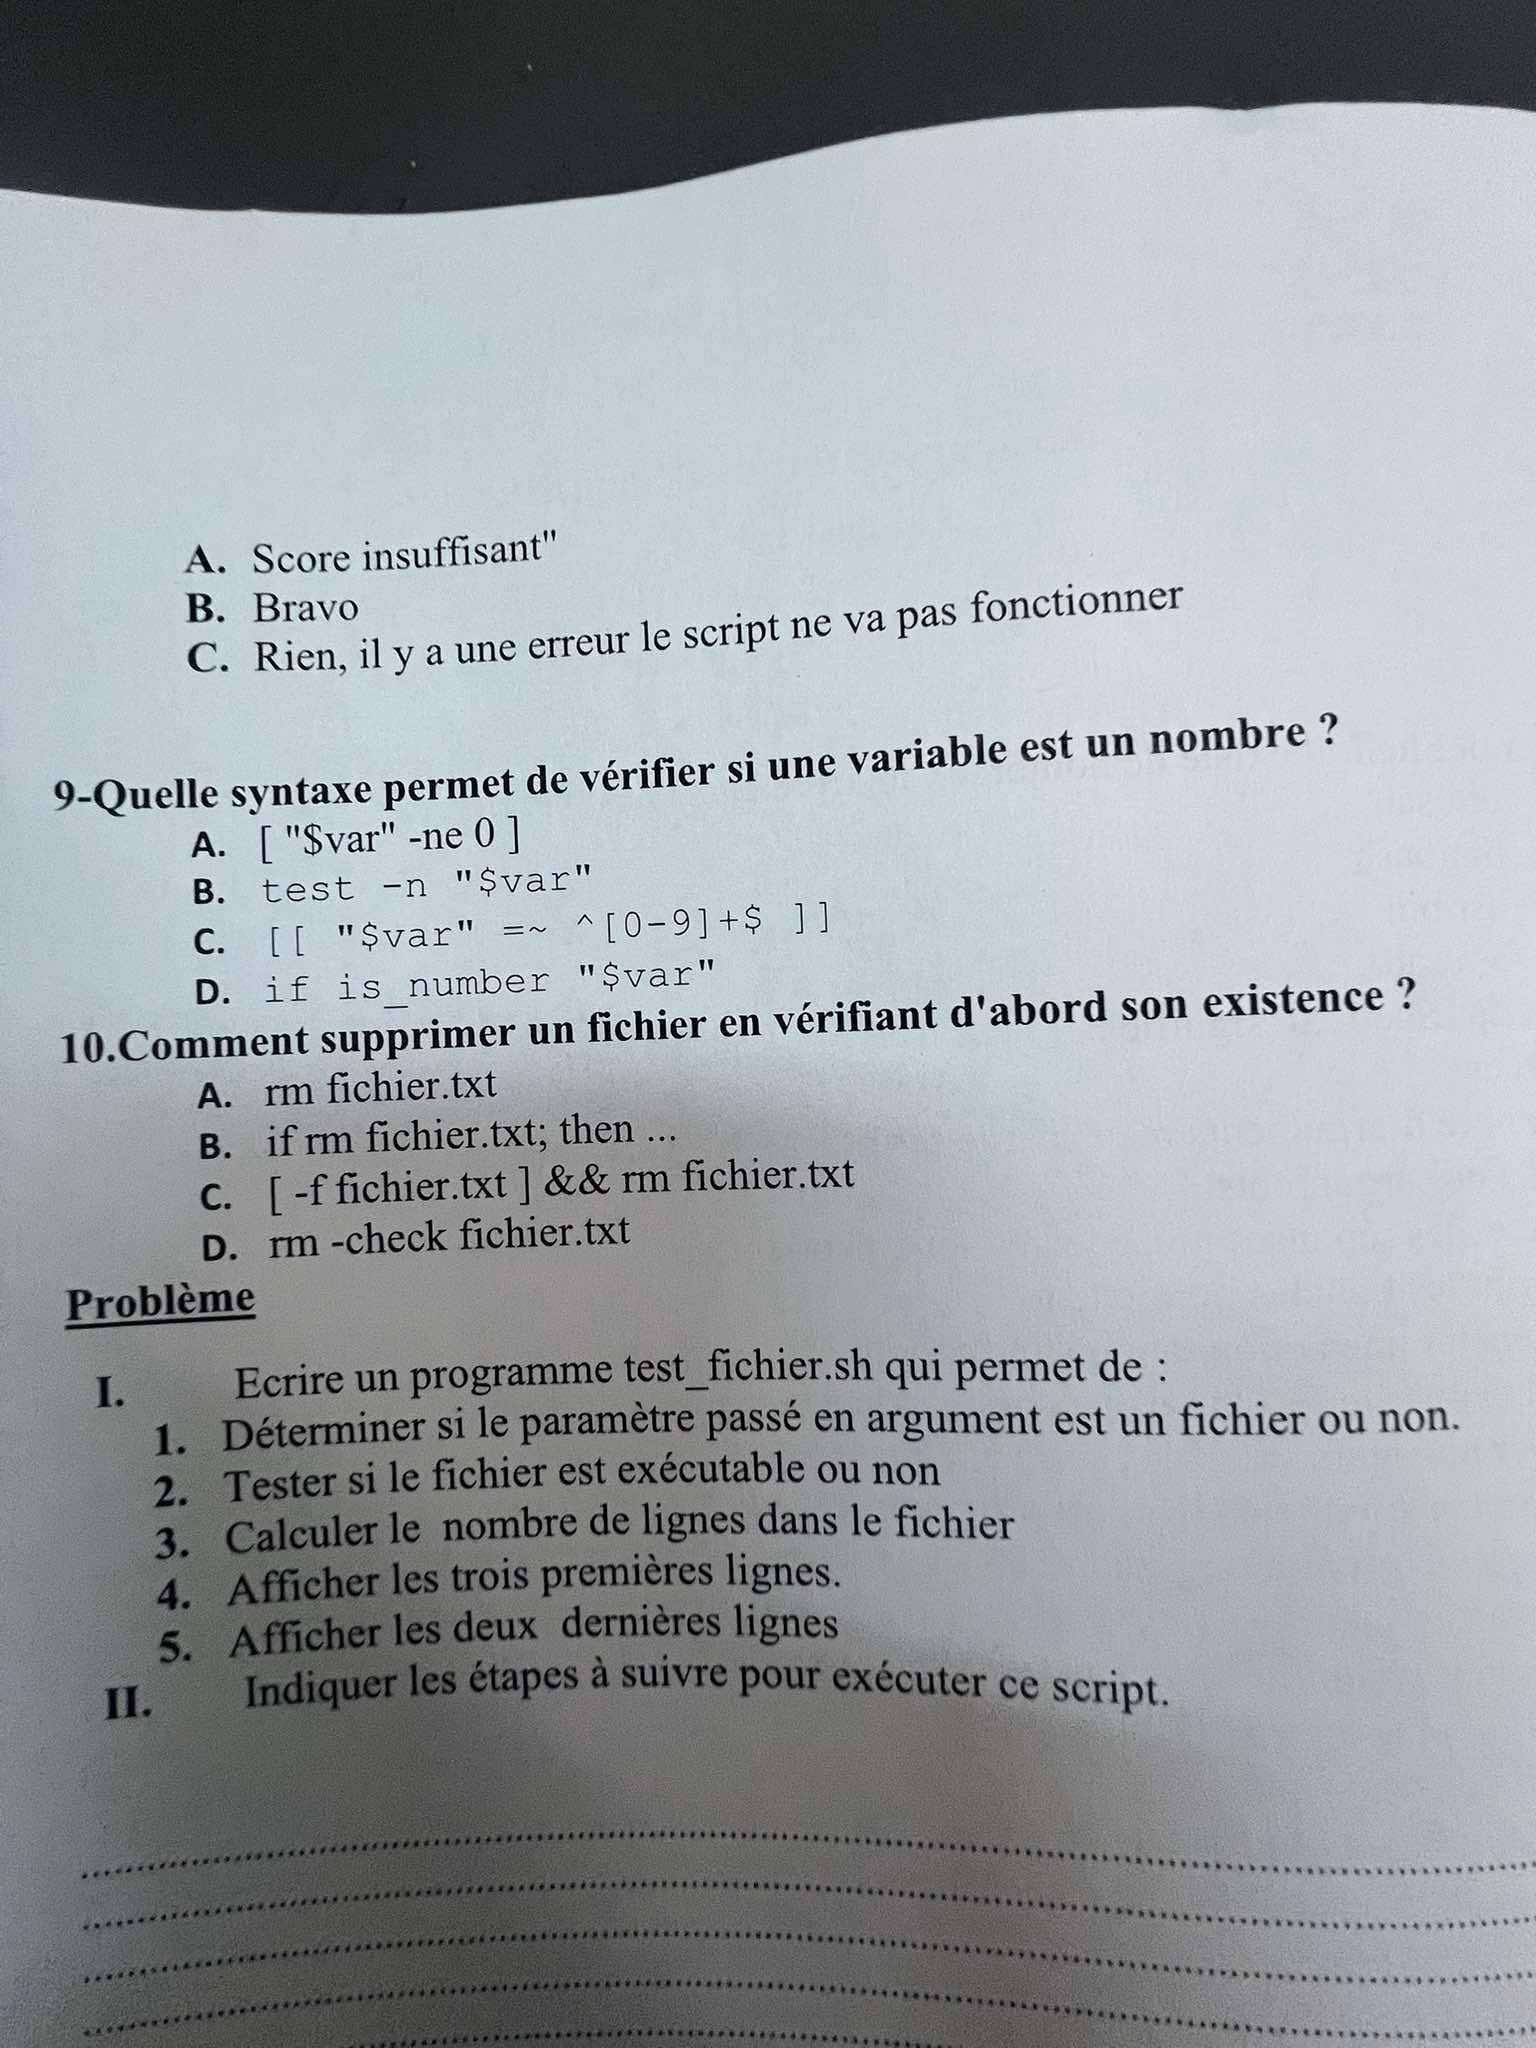 A. Score insuffisant"
B. Bravo
C. Rien, il y a une erreur le script ne va pas fonctionner
9-Quelle syntaxe permet de vérifier si une variable est un nombre ?
A. [ "$var" -ne 0 ]
B. test -n "$var"
C. [[ "$var" =~ ^[0-9]+$ ]]
D. if is_number "$var"
10.Comment supprimer un fichier en vérifiant d'abord son existence ?
A. rm fichier.txt
B. if rm fichier.txt; then ...
C. [ -f fichier.txt ] && rm fichier.txt
D. rm -check fichier.txt
Problème
I. Ecrire un programme test_fichier.sh qui permet de :
1. Déterminer si le paramètre passé en argument est un fichier ou non.
2. Tester si le fichier est exécutable ou non
3. Calculer le nombre de lignes dans le fichier
4. Afficher les trois premières lignes.
5. Afficher les deux dernières lignes
II. Indiquer les étapes à suivre pour exécuter ce script.